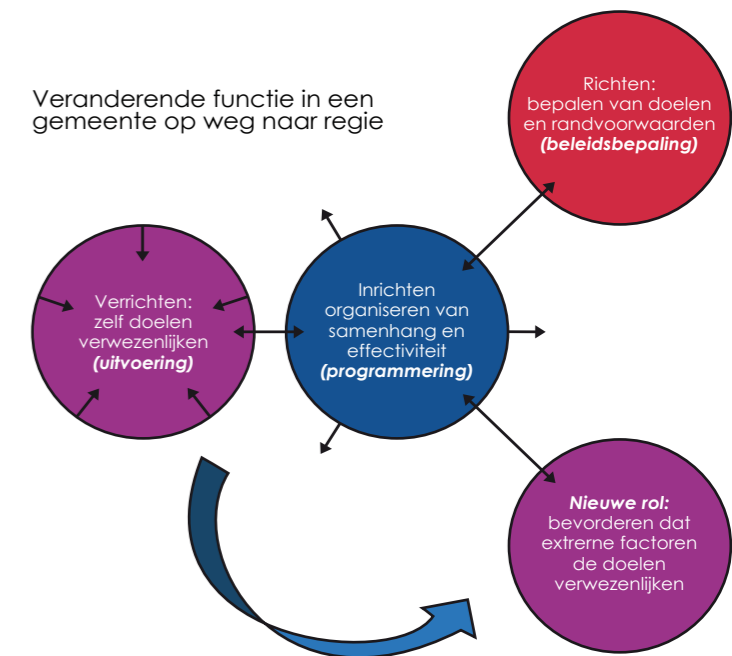 Veranderende functie in een
gemeente op weg naar regie
Richten:
bepalen van doelen
en randvoorwaarden
(beleidsbepaling)
Verrichten:
zelf doelen
verwezenlijken
(uitvoering)
Inrichten
organiseren van
samenhang en
effectiviteit
(programmering)
Nieuwe rol:
bevorderen dat
extrerne factoren
de doelen
verwezenlijken